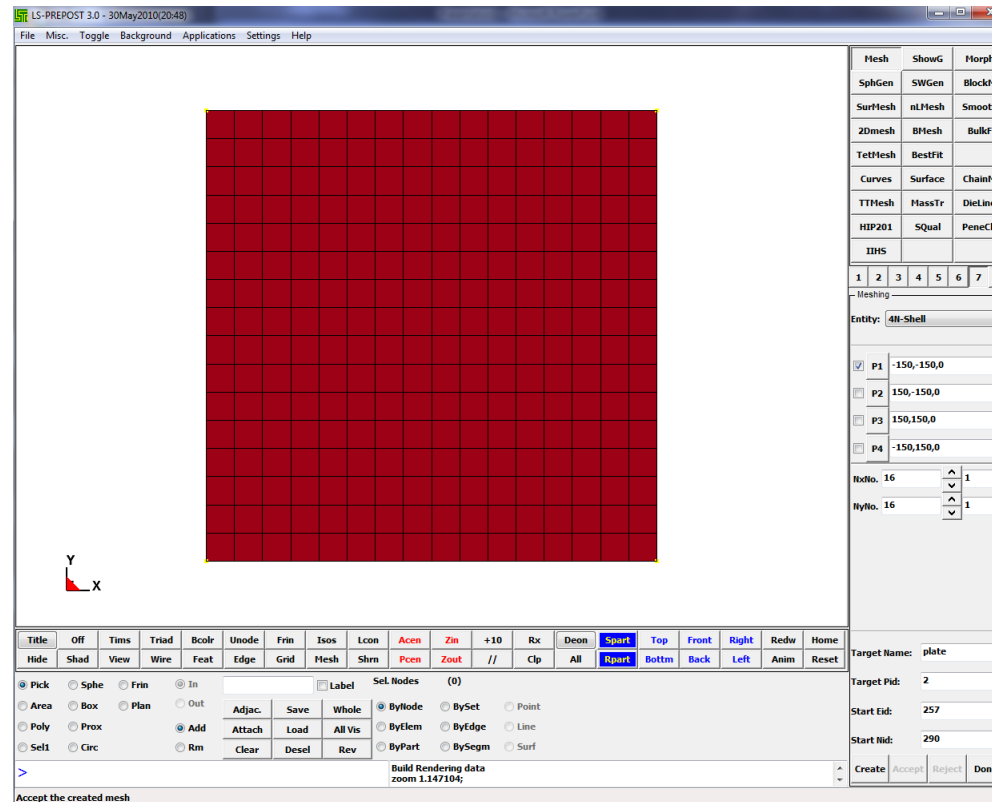 LS-PREPOST 3.0 - 30May2010(20:48)
File Misc. Toggle Background Applications Settings Help
Mesh ShowG Morph
SphGen SWGen BlockM
SurMesh nLMesh Smooth
2Dmesh BMesh BulkF
TetMesh BestFit
Curves Surface ChainM
TTMesh MassTr DieLine
HIP201 SQual PeneCh
IIHS
1 2 3 4 5 6 7
Meshing
Entity: 4N-Shell
P1 -150,-150,0
P2 150,-150,0
P3 150,150,0
P4 -150,150,0
NxNo. 16 1
NyNo. 16 1
Y
X
Title Off Tims Triad Bcolr Unode Frin Isos Lcon Acen Zin +10 Rx Deon Spart Top Front Right Redw Home
Hide Shad View Wire Feat Edge Grid Mesh Shrn Pcen Zout // Clp All Rpart Bottm Back Left Anim Reset
Target Name: plate
Target Pid: 2
Start Eid: 257
Start Nid: 290
Create Accept Reject Don
Pick Sphe Frin In Label Sel. Nodes (0)
Area Box Plan Out Adjac. Save Whole ByNode BySet Point
Poly Prox Add Attach Load All Vis ByElem ByEdge Line
Sel1 Circ Rm Clear Desel Rev ByPart BySegm Surf
> Build Rendering data
zoom 1.147104;
Accept the created mesh